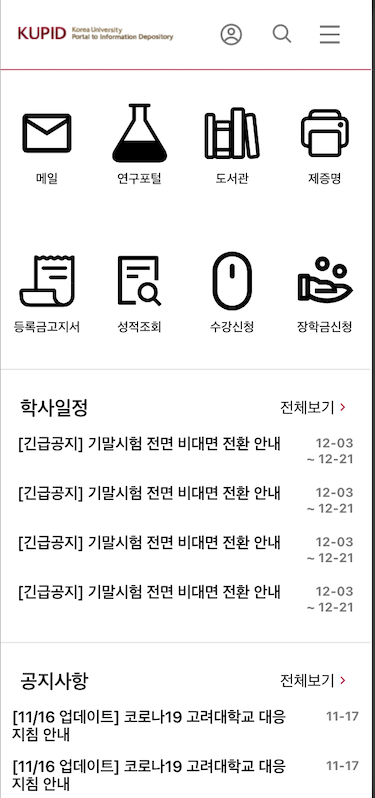 KUPID Korea University
Portal to Information Depository
메일 연구포털 도서관 제증명
등록금고지서 성적조회 수강신청 장학금신청
학사일정 전체보기 >
[긴급공지] 기말시험 전면 비대면 전환 안내 12-03
~ 12-21
[긴급공지] 기말시험 전면 비대면 전환 안내 12-03
~ 12-21
[긴급공지] 기말시험 전면 비대면 전환 안내 12-03
~ 12-21
[긴급공지] 기말시험 전면 비대면 전환 안내 12-03
~ 12-21
공지사항 전체보기 >
[11/16 업데이트] 코로나19 고려대학교 대응 11-17
지침 안내
[11/16 업데이트] 코로나19 고려대학교 대응 11-17
지침 안내